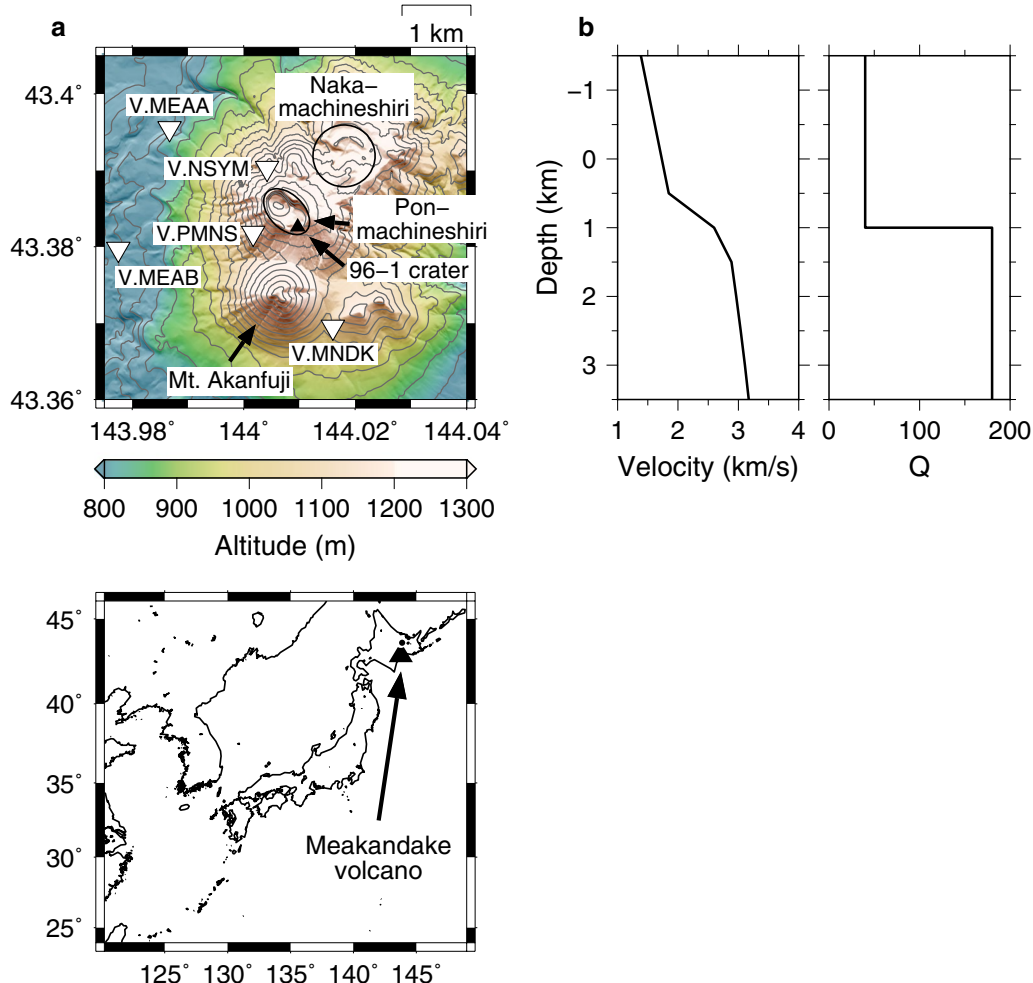 a
1 km
43.4˚
43.38˚
43.36˚
Naka−
machineshiri
V.MEAA
V.NSYM
Pon−
machineshiri
V.PMNS
96−1 crater
V.MEAB
V.MNDK
Mt. Akanfuji
143.98˚ 144˚ 144.02˚ 144.04˚
800 900 1000 1100 1200 1300
Altitude (m)
b
Depth (km)
−1
0
1
2
3
1 2 3 4
Velocity (km/s)
0 100 200
Q
45˚
40˚
35˚
30˚
25˚
Meakandake
volcano
125˚ 130˚ 135˚ 140˚ 145˚